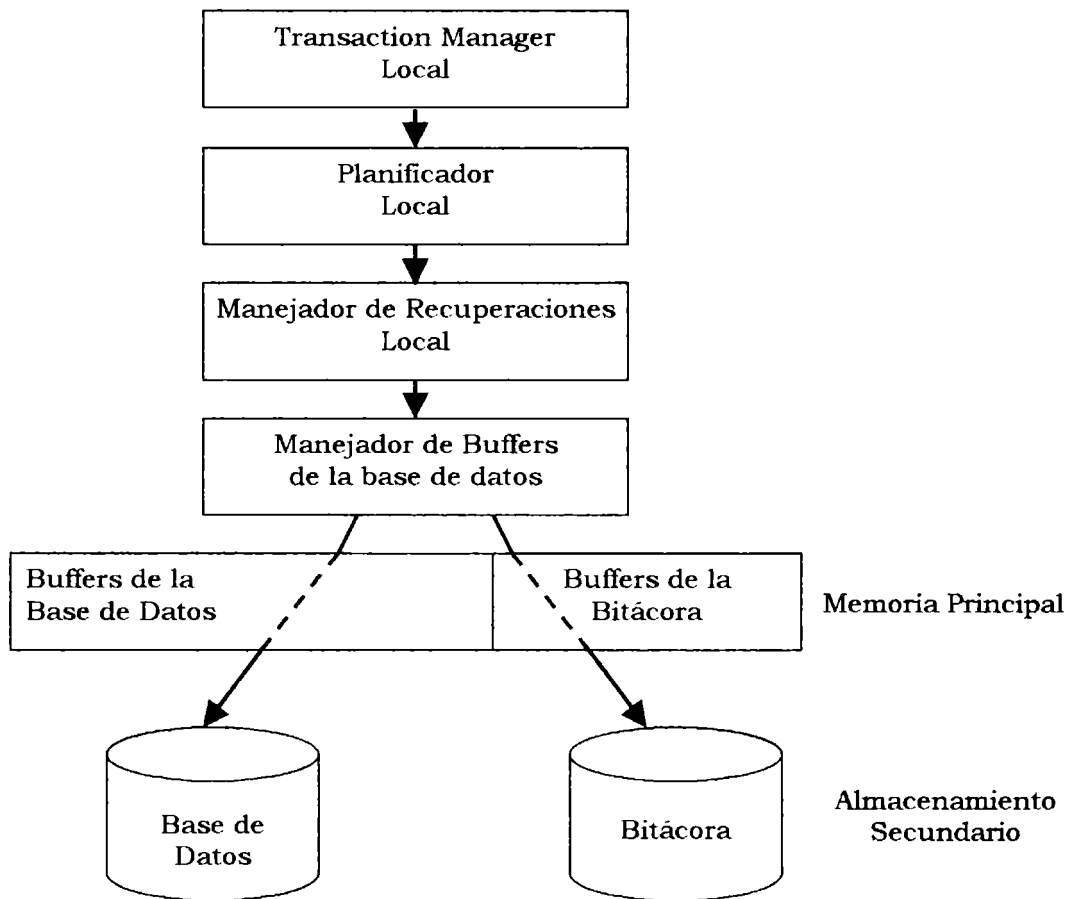 Transaction Manager
Local
Planificador
Local
Manejador de Recuperaciones
Local
Manejador de Buffers
de la base de datos
Buffers de la
Base de Datos
Buffers de la
Bitácora
Memoria Principal
Base de
Datos
Bitácora
Almacenamiento
Secundario